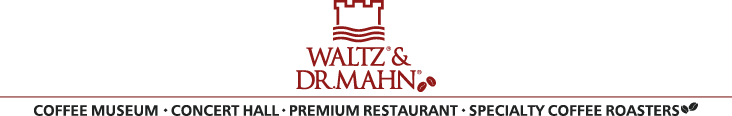 WALTZ® &
DR.MAHN®
COFFEE MUSEUM · CONCERT HALL · PREMIUM RESTAURANT · SPECIALTY COFFEE ROASTERS